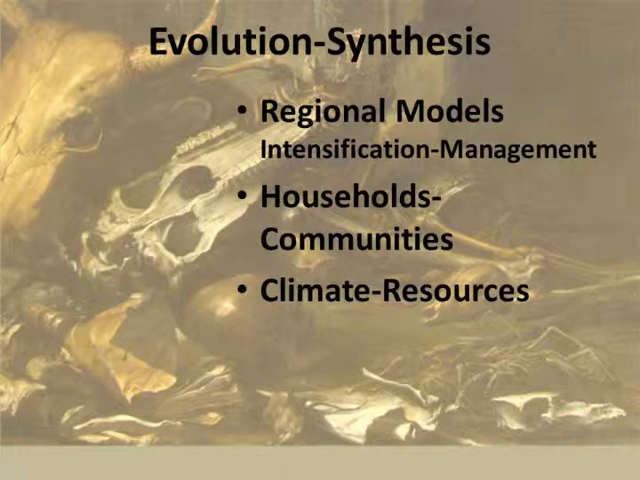 Evolution-Synthesis
• Regional Models
Intensification-Management
• Households-
Communities
• Climate-Resources